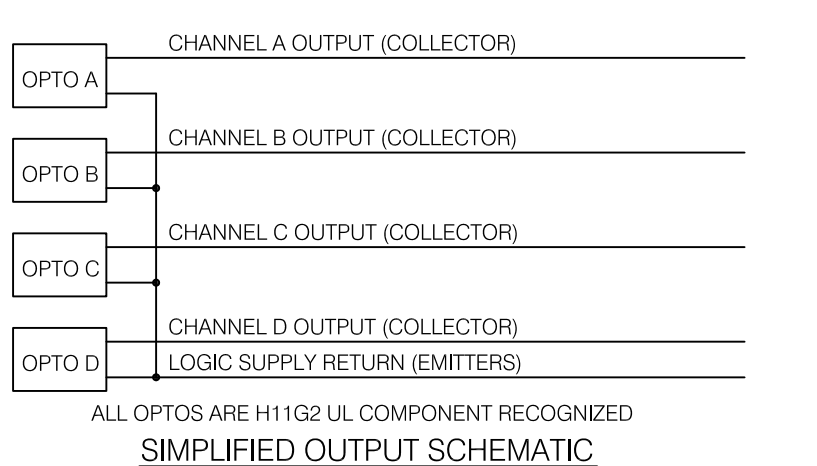 CHANNEL A OUTPUT (COLLECTOR)
OPTO A
CHANNEL B OUTPUT (COLLECTOR)
OPTO B
CHANNEL C OUTPUT (COLLECTOR)
OPTO C
CHANNEL D OUTPUT (COLLECTOR)
OPTO D
LOGIC SUPPLY RETURN (EMITTERS)
ALL OPTOS ARE H11G2 UL COMPONENT RECOGNIZED
SIMPLIFIED OUTPUT SCHEMATIC